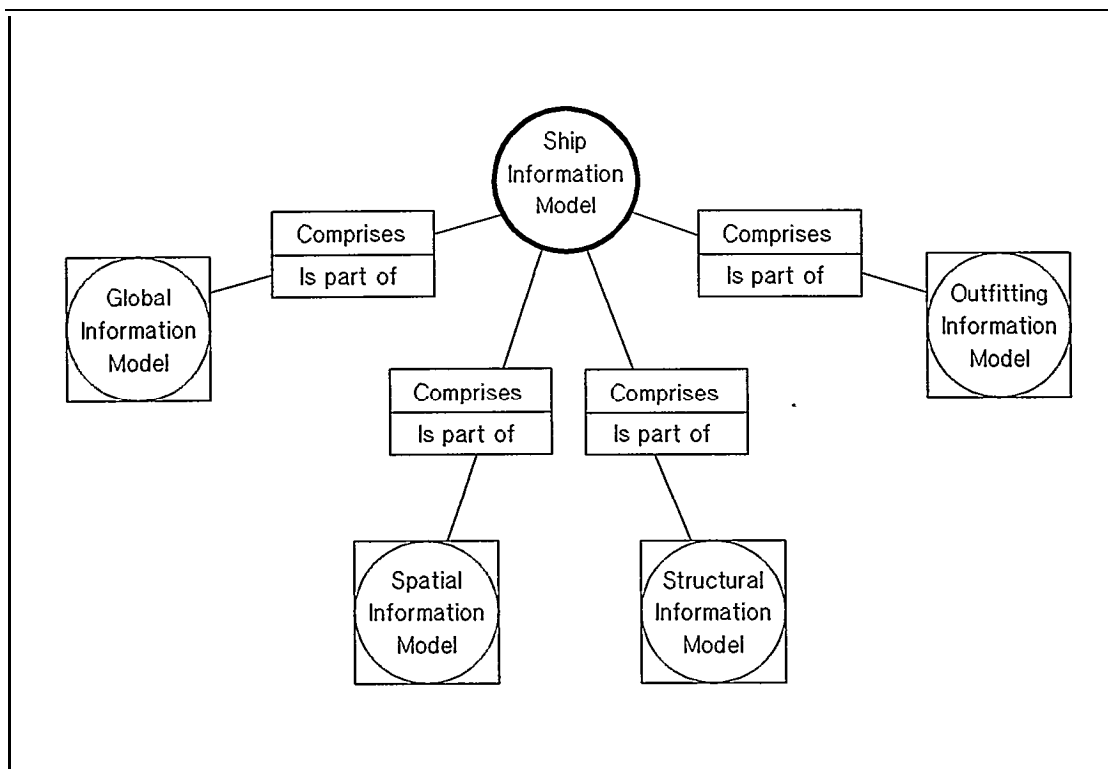 Ship
Information
Model
Comprises
Is part of
Comprises
Is part of
Global
Information
Model
Outfitting
Information
Model
Comprises
Is part of
Comprises
Is part of
Spatial
Information
Model
Structural
Information
Model